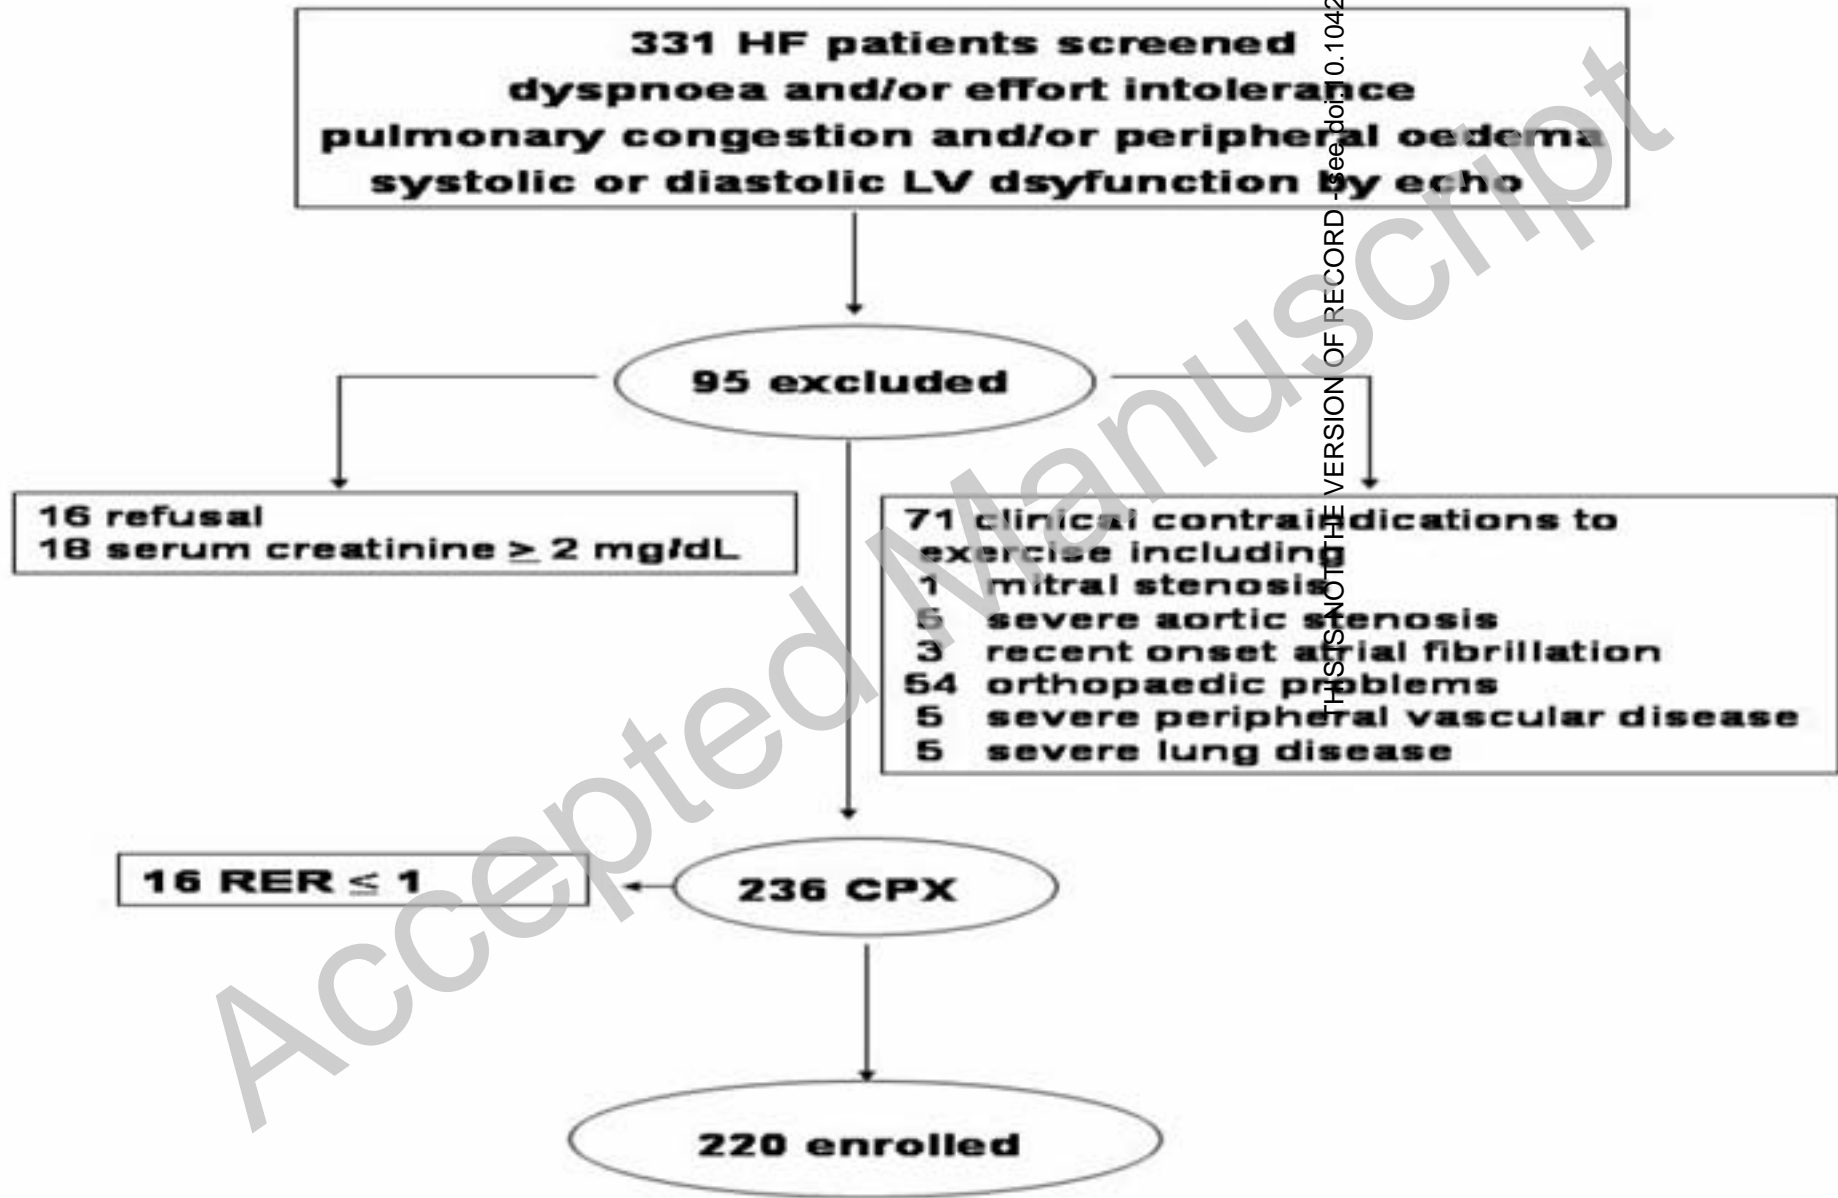 331 HF patients screened
dyspnoea and/or effort intolerance
pulmonary congestion and/or peripheral oedema
systolic or diastolic LV dsyfunction by echo
95 excluded
16 refusal
18 serum creatinine ≥ 2 mg/dL
71 clinical contraindications to
exercise including
1 mitral stenosis
severe aortic stenosis
3 recent onset atrial fibrillation
54 orthopaedic problems
5 severe peripheral vascular disease
5 severe lung disease
236 CPX
16 RER ≤ 1
220 enrolled
Accepted Manuscript
THIS IS NOT THE VERSION OF RECORD - see doi:10.1042